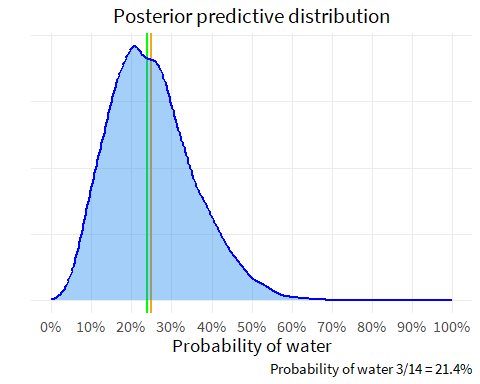 Posterior predictive distribution
0% 10% 20% 30% 40% 50% 60% 70% 80% 90% 100%
Probability of water
Probability of water 3/14 = 21.4%